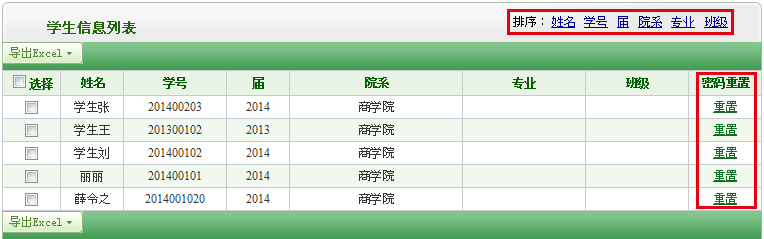 学生信息列表 排序： 姓名 学号 届 院系 专业 班级
导出Excel
选择 姓名 学号 届 院系 专业 班级 密码重置
学生张 201400203 2014 商学院 重置
学生王 201300102 2013 商学院 重置
学生刘 201400102 2014 商学院 重置
丽丽 201400101 2014 商学院 重置
薛令之 2014001020 2014 商学院 重置
导出Excel